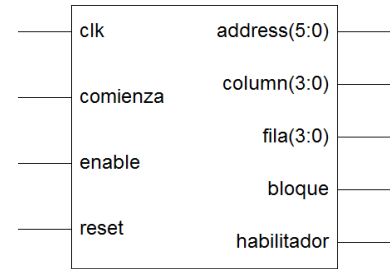 clk address(5:0)
column(3:0)
comienza
fila(3:0)
enable
bloque
reset
habilitador